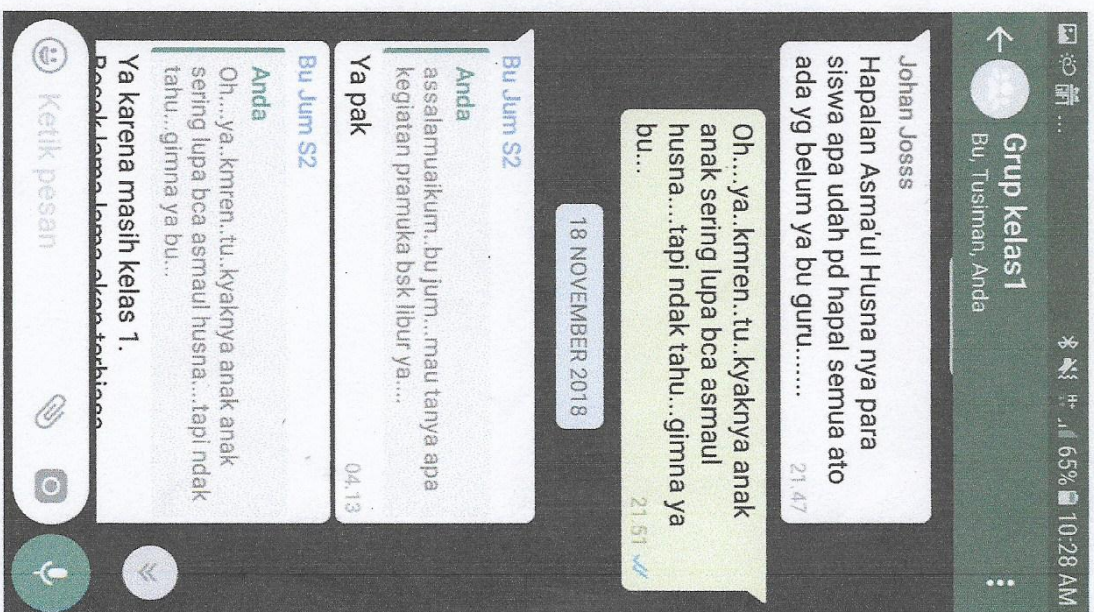 65% 10:28 AM
Grup kelas1
Bu, Tusiman, Anda
Johan Josss
Hapalan Asma'ul Husna nya para
siswa apa udah pd hapal semua ato
ada yg belum ya bu guru.......
21.47
Oh....ya..kmren..tu..kyaknya anak
anak sering lupa bca asmaul
husna....tapi ndak tahu...gimna ya
bu...
21.51
18 NOVEMBER 2018
Bu Jum S2
Anda
assalamuaikum..bu jum...mau tanya apa
kegiatan pramuka bsk libur ya....
Ya pak
04.13
Bu Jum S2
Anda
Oh....ya..kmren..tu..kyaknya anak anak
sering lupa bca asmaul husna....tapi ndak
tahu...gimna ya bu...
Ya karena masih kelas 1.
Ketik pesan